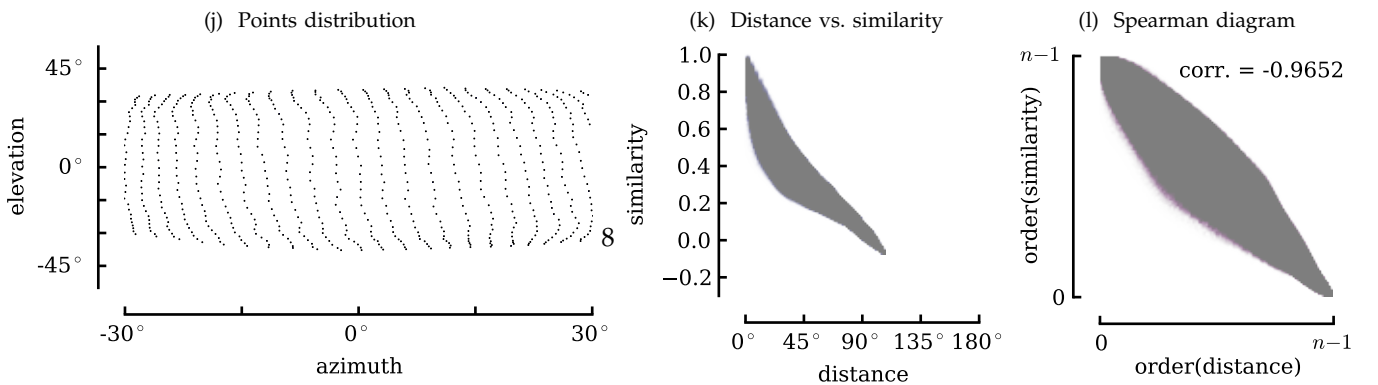 (j) Points distribution
45°
0°
-45°
elevation
-30°
0°
30°
azimuth
8
(k) Distance vs. similarity
1.0
0.8
0.6
0.4
0.2
0.0
−0.2
similarity
0°
45°
90°
135°
180°
distance
(l) Spearman diagram
corr. = -0.9652
n−1
0
order(similarity)
0
n−1
order(distance)